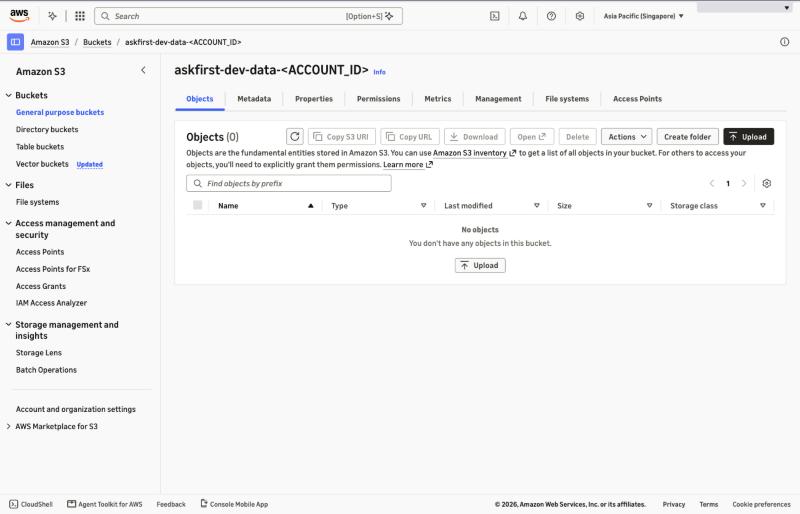 aws
Search
[Option+S]
Asia Pacific (Singapore)
Amazon S3 / Buckets / askfirst-dev-data-<ACCOUNT_ID>
Amazon S3
Buckets
General purpose buckets
Directory buckets
Table buckets
Vector buckets Updated
Files
File systems
Access management and
security
Access Points
Access Points for FSx
Access Grants
IAM Access Analyzer
Storage management and
insights
Storage Lens
Batch Operations
Account and organization settings
AWS Marketplace for S3
askfirst-dev-data-<ACCOUNT_ID> Info
Objects Metadata Properties Permissions Metrics Management File systems Access Points
Objects (0) Copy S3 URI Copy URL Download Open Delete Actions Create folder Upload
Objects are the fundamental entities stored in Amazon S3. You can use Amazon S3 inventory to get a list of all objects in your bucket. For others to access your
objects, you'll need to explicitly grant them permissions. Learn more
Find objects by prefix
1
Name Type Last modified Size Storage class
No objects
You don't have any objects in this bucket.
Upload
CloudShell Agent Toolkit for AWS Feedback Console Mobile App © 2026, Amazon Web Services, Inc. or its affiliates. Privacy Terms Cookie preferences